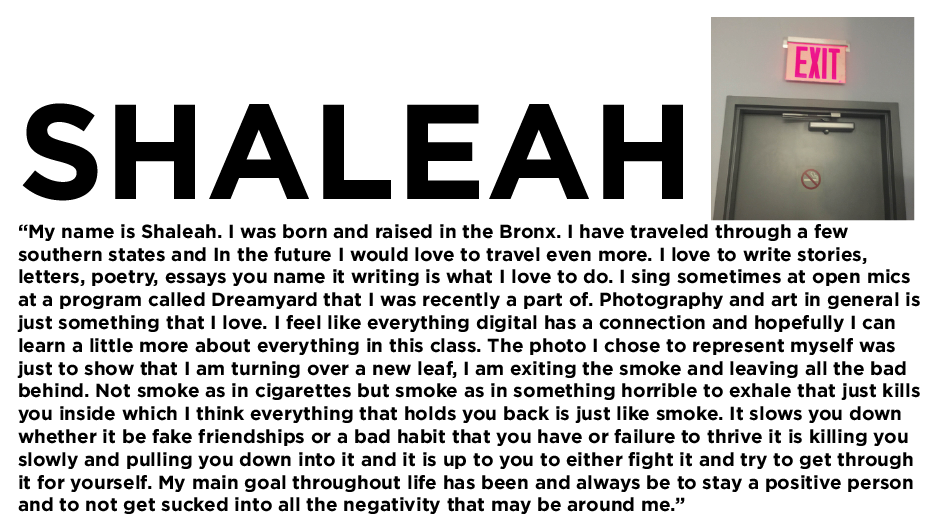 SHALEAH
EXIT
“My name is Shaleah. I was born and raised in the Bronx. I have traveled through a few
southern states and In the future I would love to travel even more. I love to write stories,
letters, poetry, essays you name it writing is what I love to do. I sing sometimes at open mics
at a program called Dreamyard that I was recently a part of. Photography and art in general is
just something that I love. I feel like everything digital has a connection and hopefully I can
learn a little more about everything in this class. The photo I chose to represent myself was
just to show that I am turning over a new leaf, I am exiting the smoke and leaving all the bad
behind. Not smoke as in cigarettes but smoke as in something horrible to exhale that just kills
you inside which I think everything that holds you back is just like smoke. It slows you down
whether it be fake friendships or a bad habit that you have or failure to thrive it is killing you
slowly and pulling you down into it and it is up to you to either fight it and try to get through
it for yourself. My main goal throughout life has been and always be to stay a positive person
and to not get sucked into all the negativity that may be around me.”